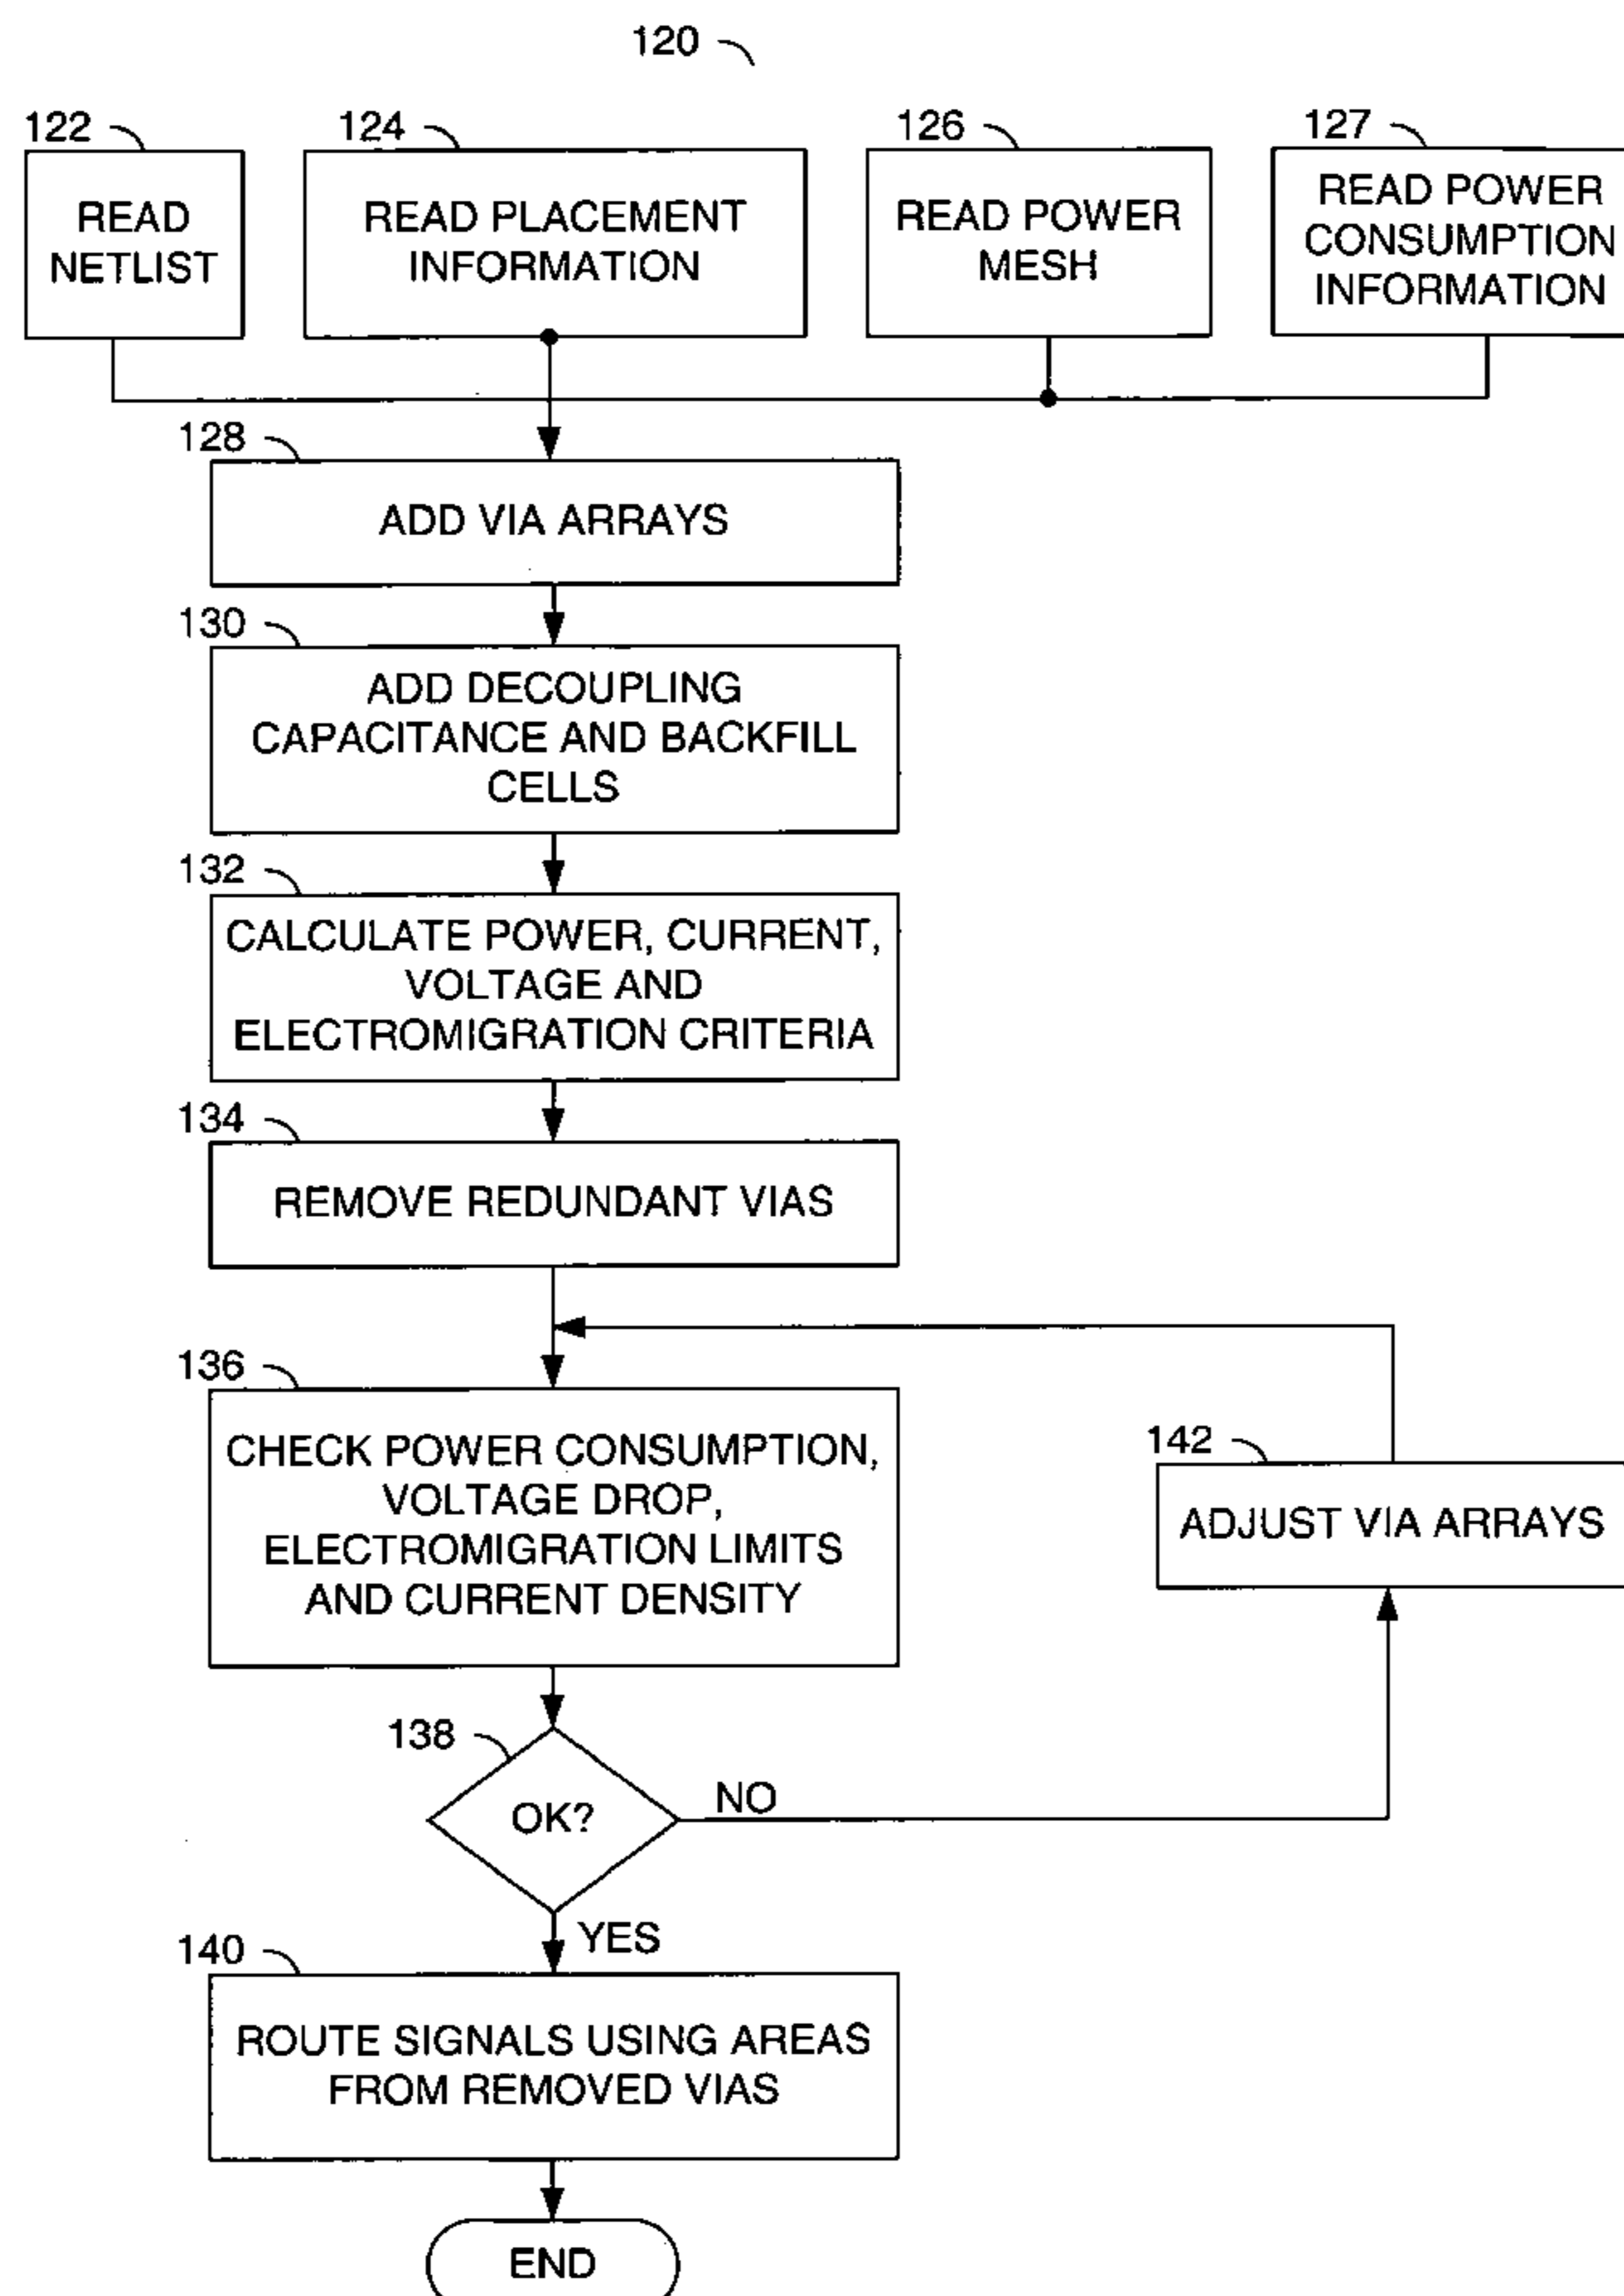 120
122
124
126
127
READ
NETLIST
READ PLACEMENT
INFORMATION
READ POWER
MESH
READ POWER
CONSUMPTION
INFORMATION
128
ADD VIA ARRAYS
130
ADD DECOUPLING
CAPACITANCE AND BACKFILL
CELLS
132
CALCULATE POWER, CURRENT,
VOLTAGE AND
ELECTROMIGRATION CRITERIA
134
REMOVE REDUNDANT VIAS
136
CHECK POWER CONSUMPTION,
VOLTAGE DROP,
ELECTROMIGRATION LIMITS
AND CURRENT DENSITY
142
ADJUST VIA ARRAYS
138
OK?
NO
YES
140
ROUTE SIGNALS USING AREAS
FROM REMOVED VIAS
END